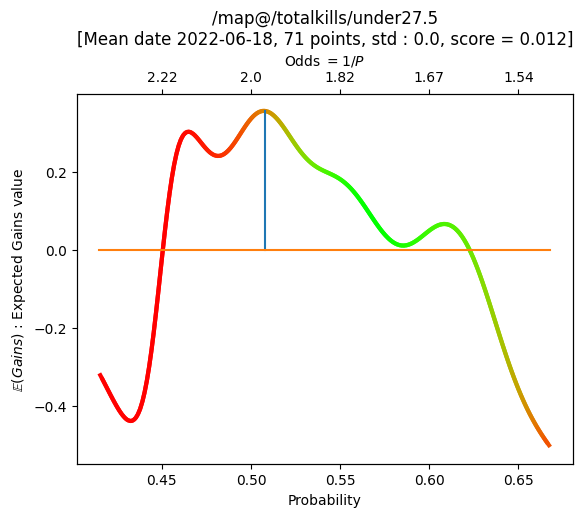 /map@/totalkills/under27.5
[Mean date 2022-06-18, 71 points, std : 0.0, score = 0.012]
Odds = 1/P
2.22 2.0 1.82 1.67 1.54
0.2
0.0
−0.2
−0.4
𝔼(Gains) : Expected Gains value
0.45 0.50 0.55 0.60 0.65
Probability